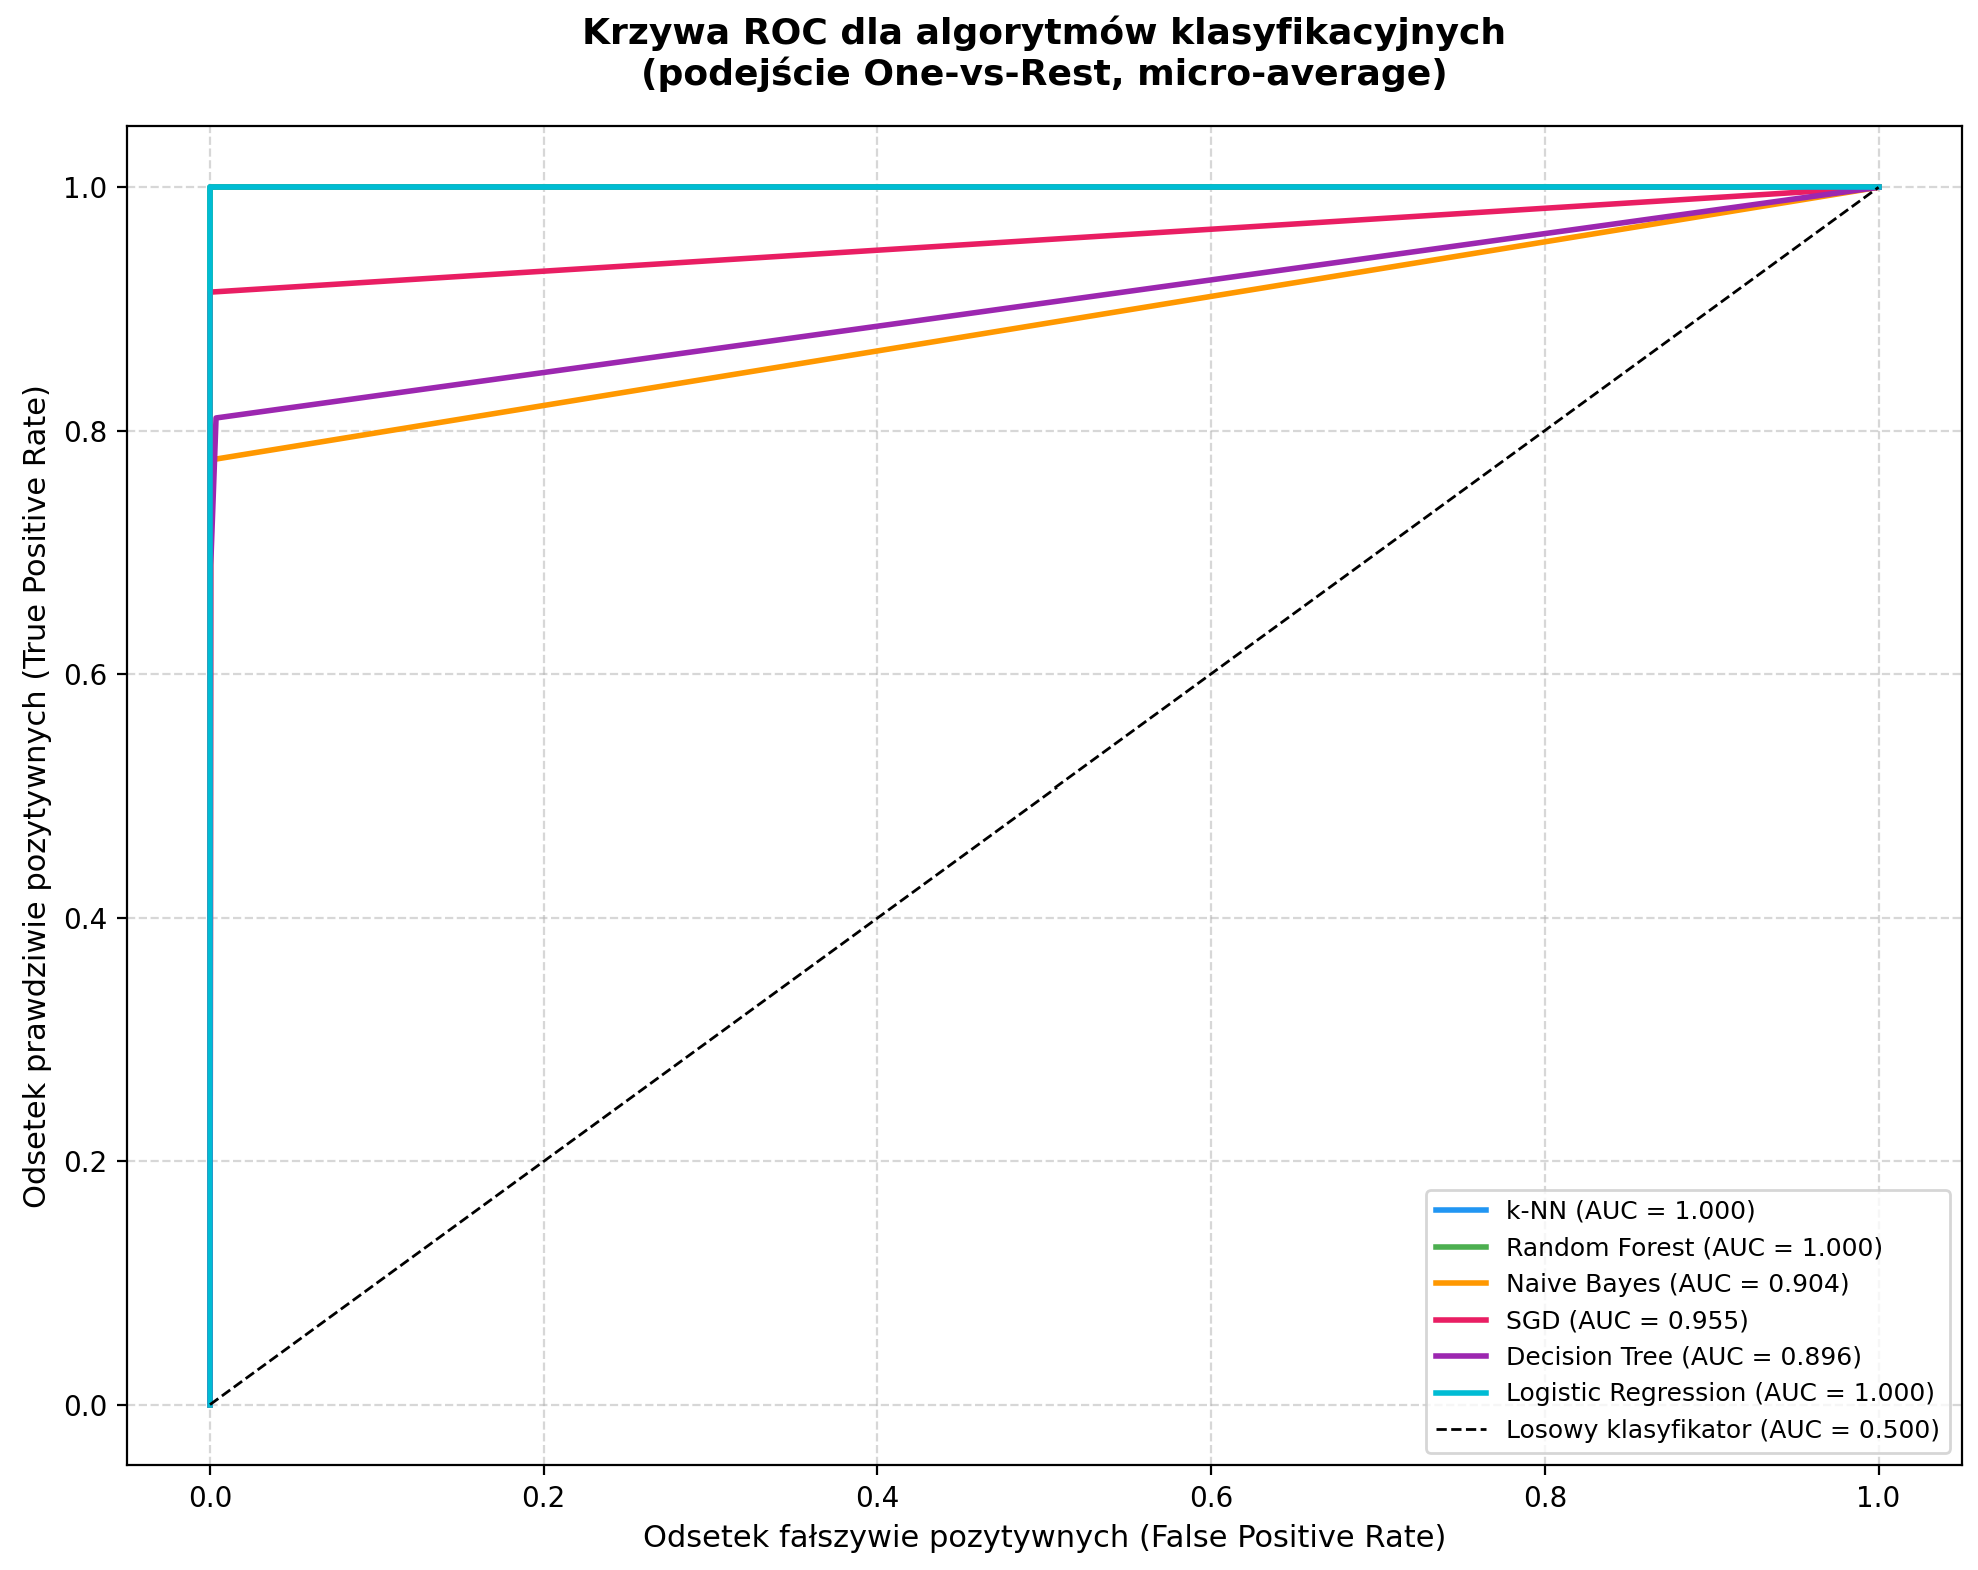 Krzywa ROC dla algorytmów klasyfikacyjnych
(podejście One-vs-Rest, micro-average)
Odsetek prawdziwie pozytywnych (True Positive Rate)
1.0
0.8
0.6
0.4
0.2
0.0
0.0 0.2 0.4 0.6 0.8 1.0
Odsetek fałszywie pozytywnych (False Positive Rate)
k-NN (AUC = 1.000)
Random Forest (AUC = 1.000)
Naive Bayes (AUC = 0.904)
SGD (AUC = 0.955)
Decision Tree (AUC = 0.896)
Logistic Regression (AUC = 1.000)
Losowy klasyfikator (AUC = 0.500)